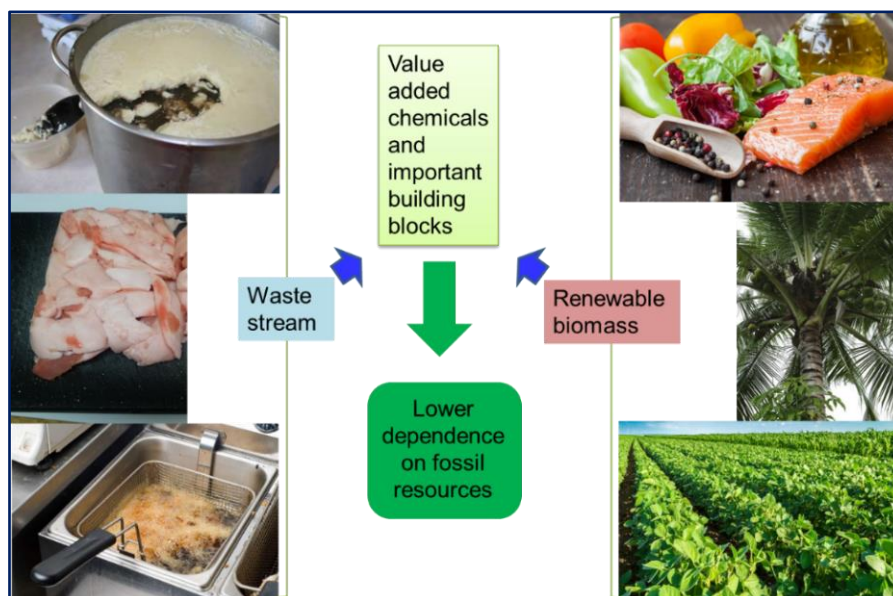 Value
added
chemicals
and
important
building
blocks
Waste
stream
Renewable
biomass
Lower
dependence
on fossil
resources